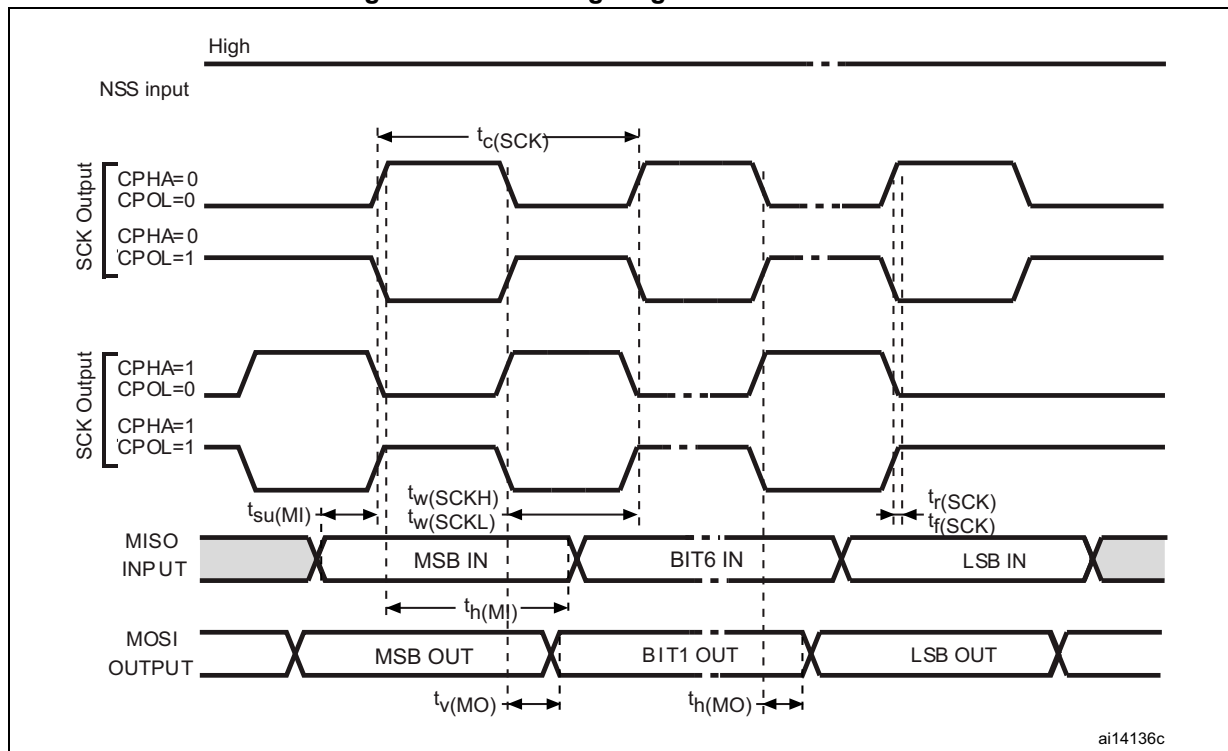 High
NSS input
tc(SCK)
SCK Output
CPHA=0
CPOL=0
CPHA=0
CPOL=1
SCK Output
CPHA=1
CPOL=0
CPHA=1
CPOL=1
tsu(MI)
tw(SCKH)
tw(SCKL)
tr(SCK)
tf(SCK)
MISO
INPUT
MSB IN
BIT6 IN
LSB IN
th(MI)
MOSI
OUTPUT
MSB OUT
BIT1 OUT
LSB OUT
tv(MO)
th(MO)
ai14136c